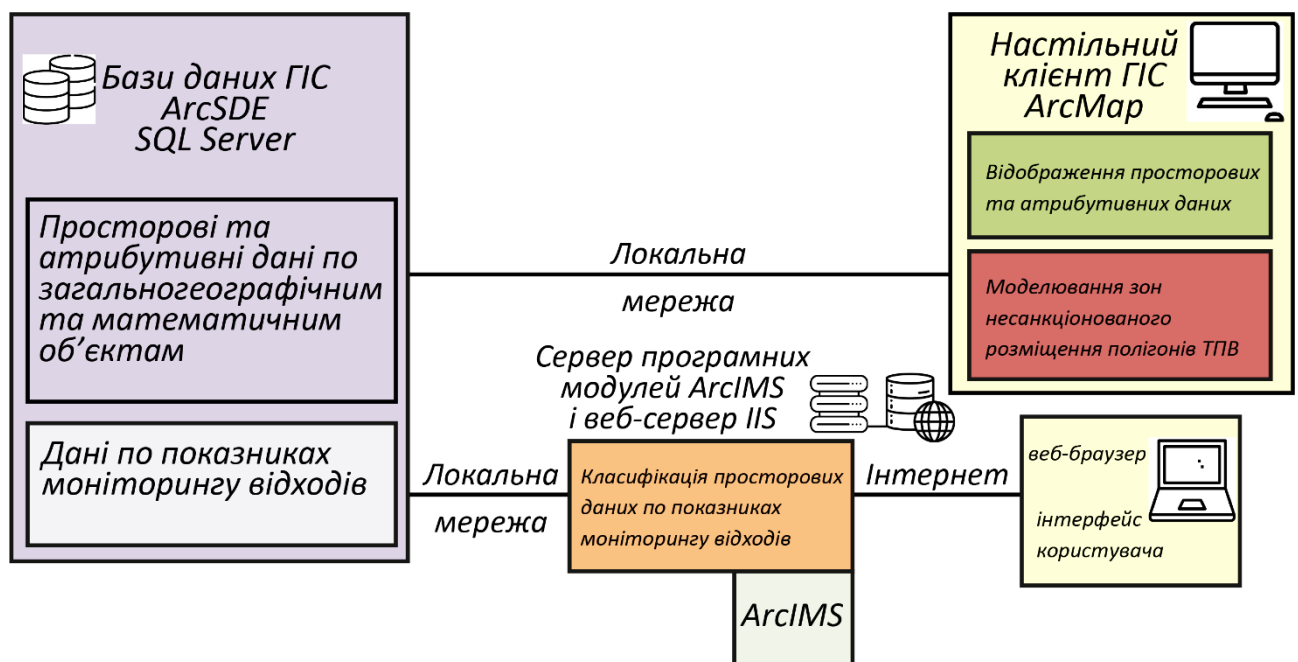 Бази даних ГІС
ArcSDE
SQL Server
Просторові та
атрибутивні дані по
загальногеографічним
та математичним
об’єктам
Дані по показниках
моніторингу відходів
Локальна
мережа
Настільний
клієнт ГІС
ArcMap
Відображення просторових
та атрибутивних даних
Моделювання зон
несанкціонованого
розміщення полігонів ТПВ
Сервер програмних
модулей ArcIMS
і веб-сервер IIS
Локальна
мережа
Класифікація просторових
даних по показниках
моніторингу відходів
ArcIMS
Інтернет
веб-браузер
інтерфейс
користувача